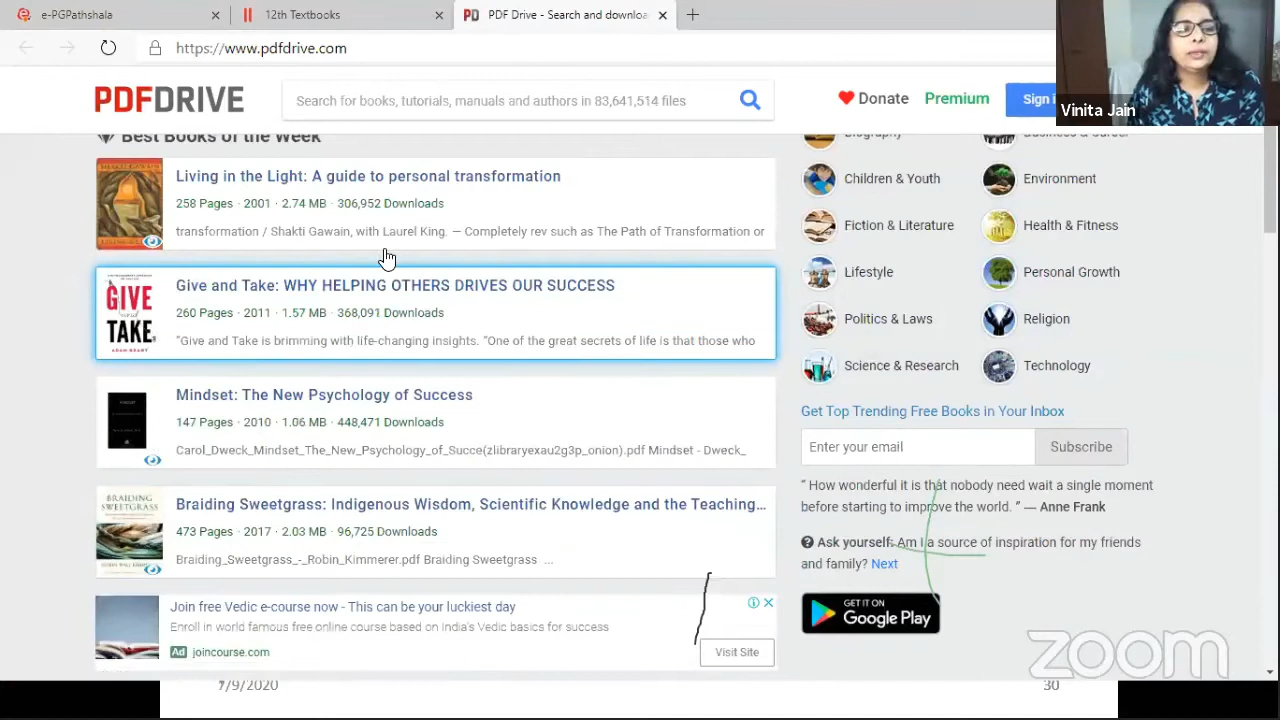 e-PGPathshala
12th Textbooks
PDF Drive - Search and downloa
https://www.pdfdrive.com
Vinita Jain
PDFDRIVE
Search for books, tutorials, manuals and authors in 83,641,514 files
Donate
Premium
Sign i
Best Books of the Week
Living in the Light: A guide to personal transformation
258 Pages · 2001 · 2.74 MB · 306,952 Downloads
transformation / Shakti Gawain, with Laurel King. — Completely rev such as The Path of Transformation or
GIVE and TAKE
ADAM GRANT
Give and Take: WHY HELPING OTHERS DRIVES OUR SUCCESS
260 Pages · 2011 · 1.57 MB · 368,091 Downloads
"Give and Take is brimming with life-changing insights. "One of the great secrets of life is that those who
Mindset: The New Psychology of Success
147 Pages · 2010 · 1.06 MB · 448,471 Downloads
Carol_Dweck_Mindset_The_New_Psychology_of_Succe(zlibraryexau2g3p_onion).pdf Mindset - Dweck_
BRAIDING
SWEETGRASS
Braiding Sweetgrass: Indigenous Wisdom, Scientific Knowledge and the Teaching...
473 Pages · 2017 · 2.03 MB · 96,725 Downloads
Braiding_Sweetgrass_-_Robin_Kimmerer.pdf Braiding Sweetgrass ...
Join free Vedic e-course now - This can be your luckiest day
Enroll in world famous free online course based on india's Vedic basics for success
Ad joincourse.com
Visit Site
Biography
Business & Career
Children & Youth
Environment
Fiction & Literature
Health & Fitness
Lifestyle
Personal Growth
Politics & Laws
Religion
Science & Research
Technology
Get Top Trending Free Books in Your Inbox
Enter your email
Subscribe
“ How wonderful it is that nobody need wait a single moment
before starting to improve the world. ” — Anne Frank
Ask yourself: Am I a source of inspiration for my friends
and family? Next
GET IT ON
Google Play
zoom
7/9/2020
30